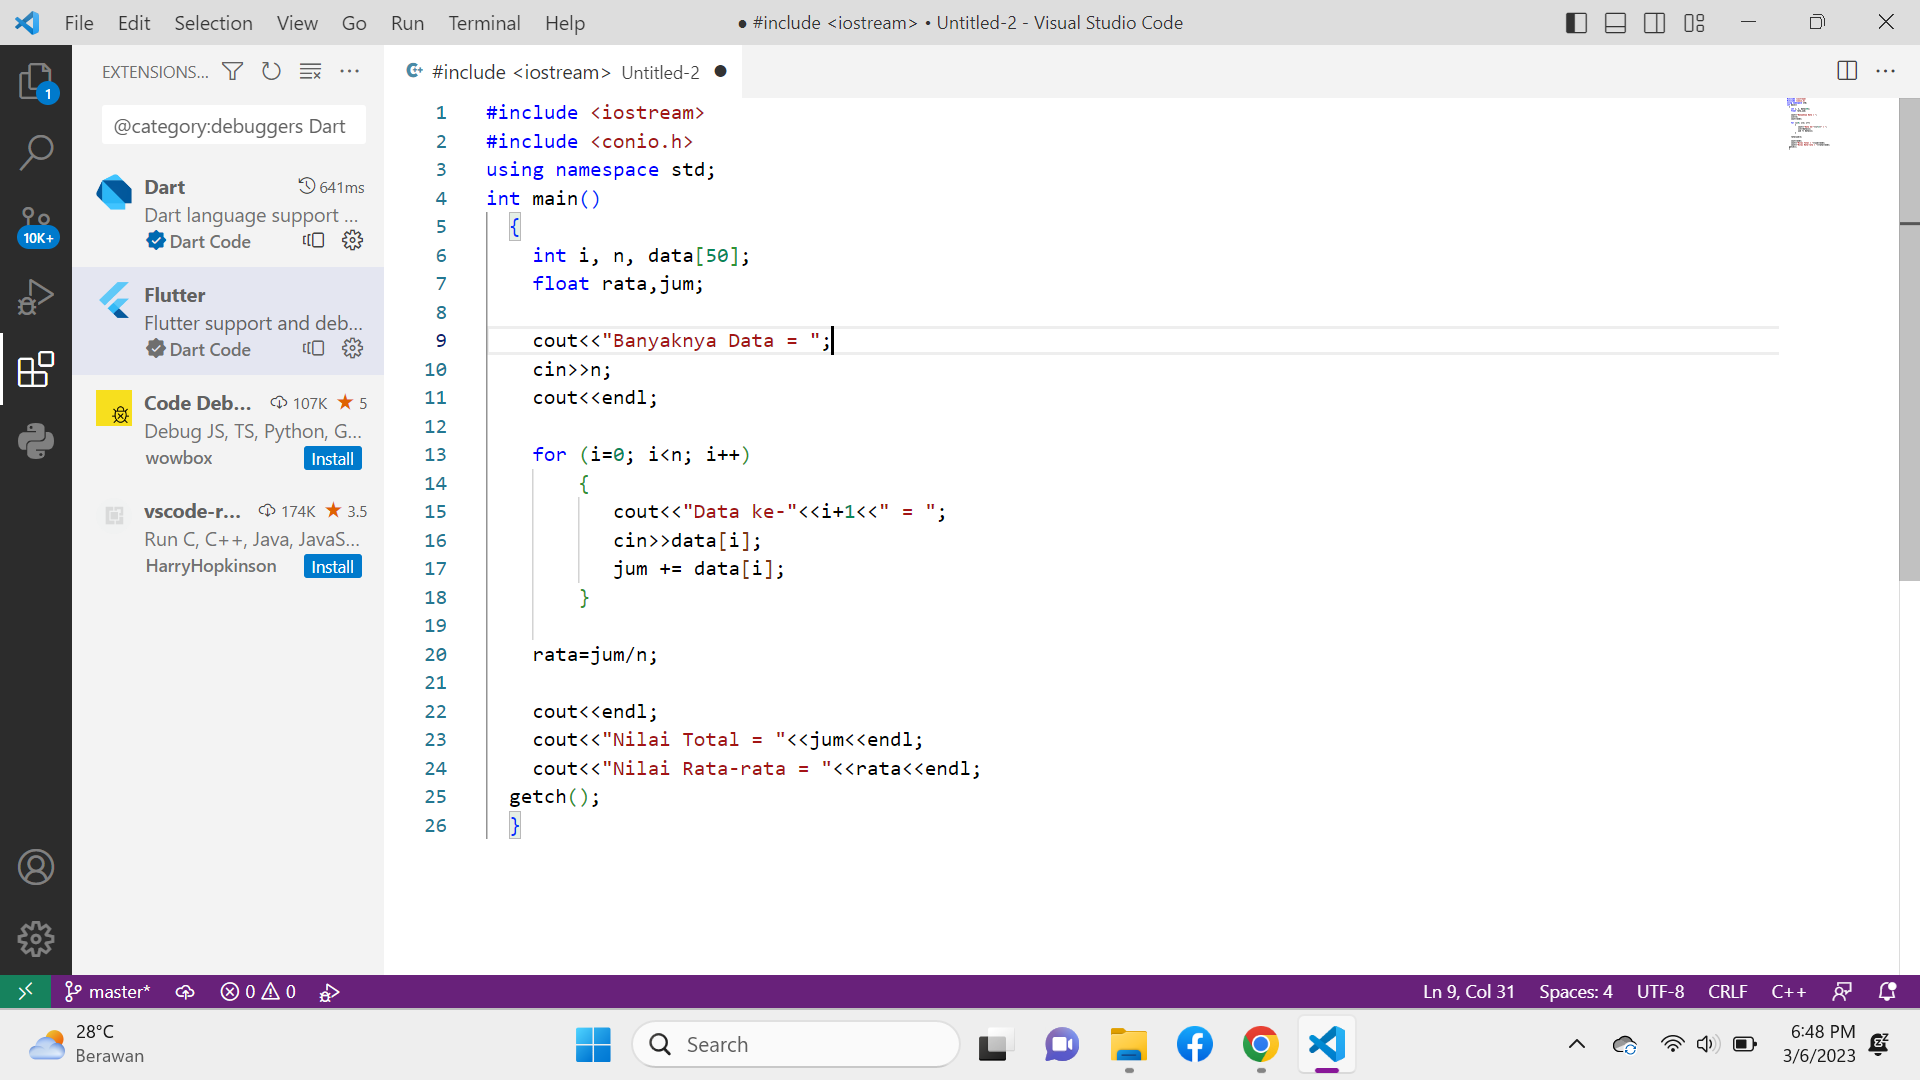 File Edit Selection View Go Run Terminal Help
● #include <iostream> • Untitled-2 - Visual Studio Code
EXTENSIONS...
#include <iostream> Untitled-2 ●
1
@category:debuggers Dart
Dart 641ms
Dart language support ...
Dart Code
10K+
Flutter
Flutter support and deb...
Dart Code
Code Deb... 107K ★ 5
Debug JS, TS, Python, G...
wowbox Install
vscode-r... 174K ★ 3.5
Run C, C++, Java, JavaS...
HarryHopkinson Install
1 #include <iostream>
2 #include <conio.h>
3 using namespace std;
4 int main()
5 {
6 int i, n, data[50];
7 float rata,jum;
8
9 cout<<"Banyaknya Data = ";
10 cin>>n;
11 cout<<endl;
12
13 for (i=0; i<n; i++)
14 {
15 cout<<"Data ke-"<<i+1<<" = ";
16 cin>>data[i];
17 jum += data[i];
18 }
19
20 rata=jum/n;
21
22 cout<<endl;
23 cout<<"Nilai Total = "<<jum<<endl;
24 cout<<"Nilai Rata-rata = "<<rata<<endl;
25 getch();
26 }
master* 0 0 Ln 9, Col 31 Spaces: 4 UTF-8 CRLF C++
28°C
Berawan
Search
6:48 PM
3/6/2023